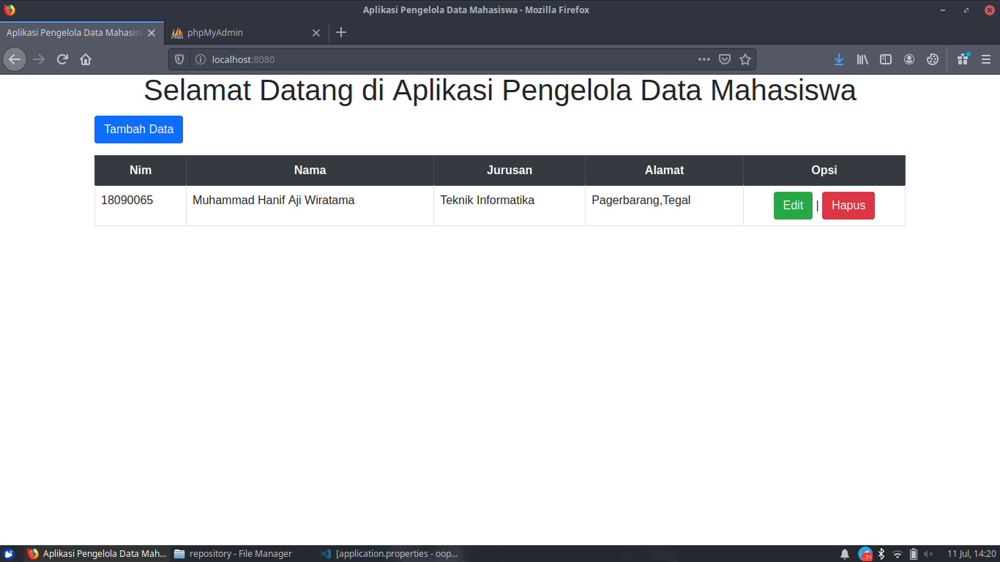 Aplikasi Pengelola Data Mahasiswa - Mozilla Firefox
Aplikasi Pengelola Data Mahasisw
phpMyAdmin
localhost:8080
Selamat Datang di Aplikasi Pengelola Data Mahasiswa
Tambah Data
Nim Nama Jurusan Alamat Opsi
18090065 Muhammad Hanif Aji Wiratama Teknik Informatika Pagerbarang,Tegal Edit | Hapus
Aplikasi Pengelola Data Mah... repository - File Manager [application.properties - oop... ..51 11 Jul, 14:20